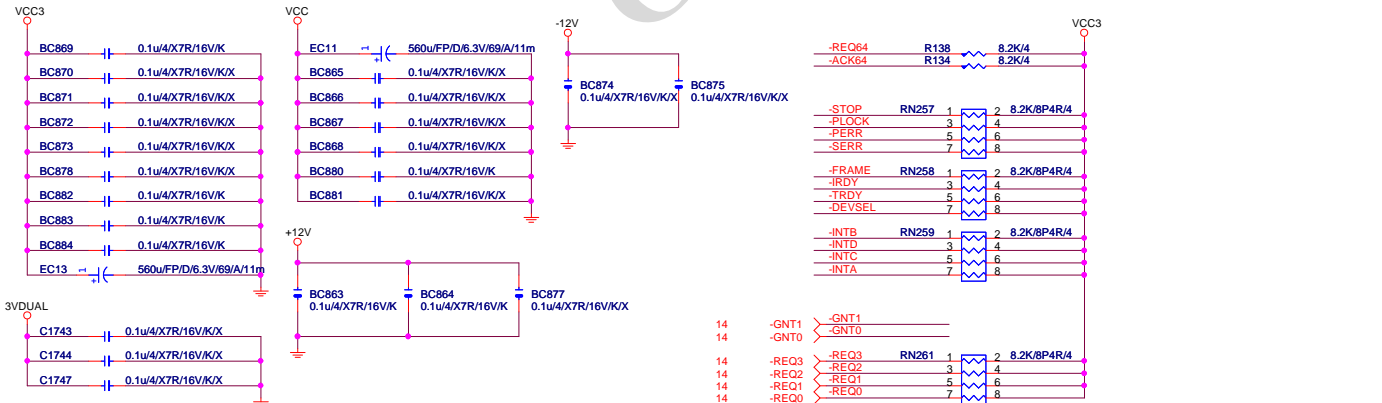 VCC3
BC869 0.1u/4/X7R/16V/K
BC870 0.1u/4/X7R/16V/K/X
BC871 0.1u/4/X7R/16V/K/X
BC872 0.1u/4/X7R/16V/K/X
BC873 0.1u/4/X7R/16V/K/X
BC878 0.1u/4/X7R/16V/K/X
BC882 0.1u/4/X7R/16V/K
BC883 0.1u/4/X7R/16V/K
BC884 0.1u/4/X7R/16V/K
EC13 1 + 560u/FP/D/6.3V/69/A/11m
3VDUAL
C1743 0.1u/4/X7R/16V/K/X
C1744 0.1u/4/X7R/16V/K/X
C1747 0.1u/4/X7R/16V/K/X
VCC
EC11 1 + 560u/FP/D/6.3V/69/A/11m
BC865 0.1u/4/X7R/16V/K/X
BC866 0.1u/4/X7R/16V/K/X
BC867 0.1u/4/X7R/16V/K/X
BC868 0.1u/4/X7R/16V/K/X
BC880 0.1u/4/X7R/16V/K
BC881 0.1u/4/X7R/16V/K/X
+12V
BC863 BC864 BC877
0.1u/4/X7R/16V/K 0.1u/4/X7R/16V/K 0.1u/4/X7R/16V/K/X
-12V
BC874 BC875
0.1u/4/X7R/16V/K/X 0.1u/4/X7R/16V/K/X
VCC3
-REQ64 R138 8.2K/4
-ACK64 R134 8.2K/4
-STOP RN257 1 2 8.2K/8P4R/4
-PLOCK 3 4
-PERR 5 6
-SERR 7 8
-FRAME RN258 1 2 8.2K/8P4R/4
-IRDY 3 4
-TRDY 5 6
-DEVSEL 7 8
-INTB RN259 1 2 8.2K/8P4R/4
-INTD 3 4
-INTC 5 6
-INTA 7 8
14 -GNT1 -GNT1
14 -GNT0 -GNT0
14 -REQ3 -REQ3 RN261 1 2 8.2K/8P4R/4
14 -REQ2 -REQ2 3 4
14 -REQ1 -REQ1 5 6
14 -REQ0 -REQ0 7 8